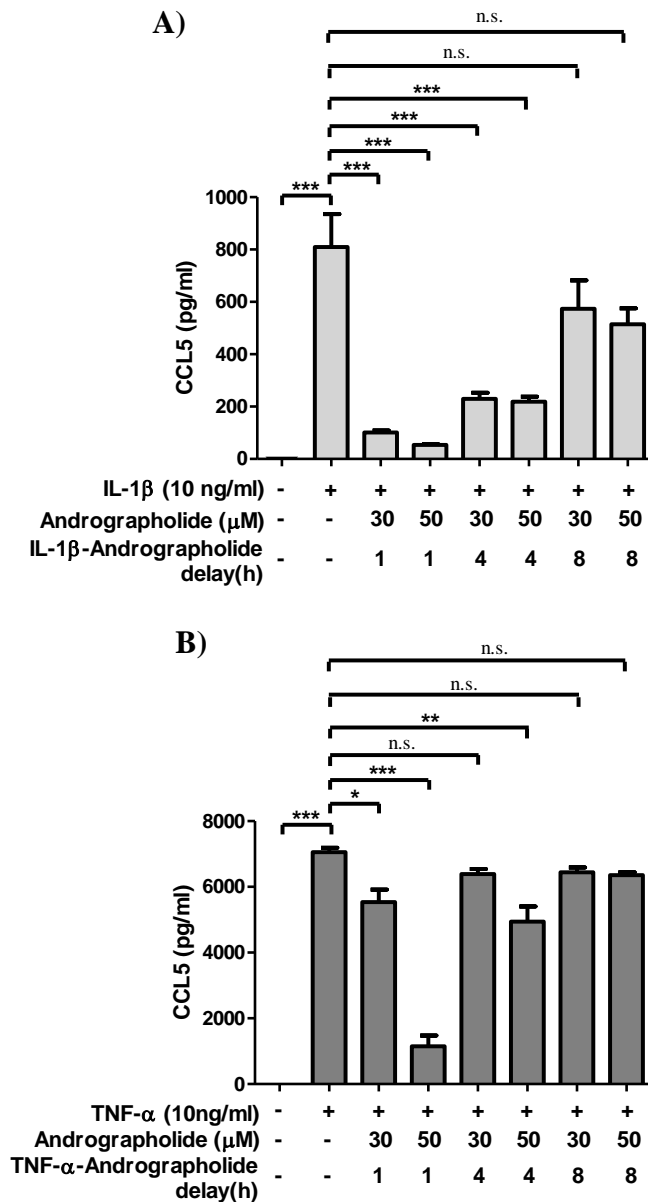 A)
n.s.
n.s.
***
***
***
***
***
1000
800
600
400
200
0
CCL5 (pg/ml)
IL-1β (10 ng/ml) - + + + + + + +
Andrographolide (μM) - - 30 50 30 50 30 50
IL-1β-Andrographolide
delay(h) - - 1 1 4 4 8 8
B)
n.s.
n.s.
**
n.s.
***
*
***
8000
6000
4000
2000
0
CCL5 (pg/ml)
TNF-α (10ng/ml) - + + + + + + +
Andrographolide (μM) - - 30 50 30 50 30 50
TNF-α-Andrographolide
delay(h) - - 1 1 4 4 8 8